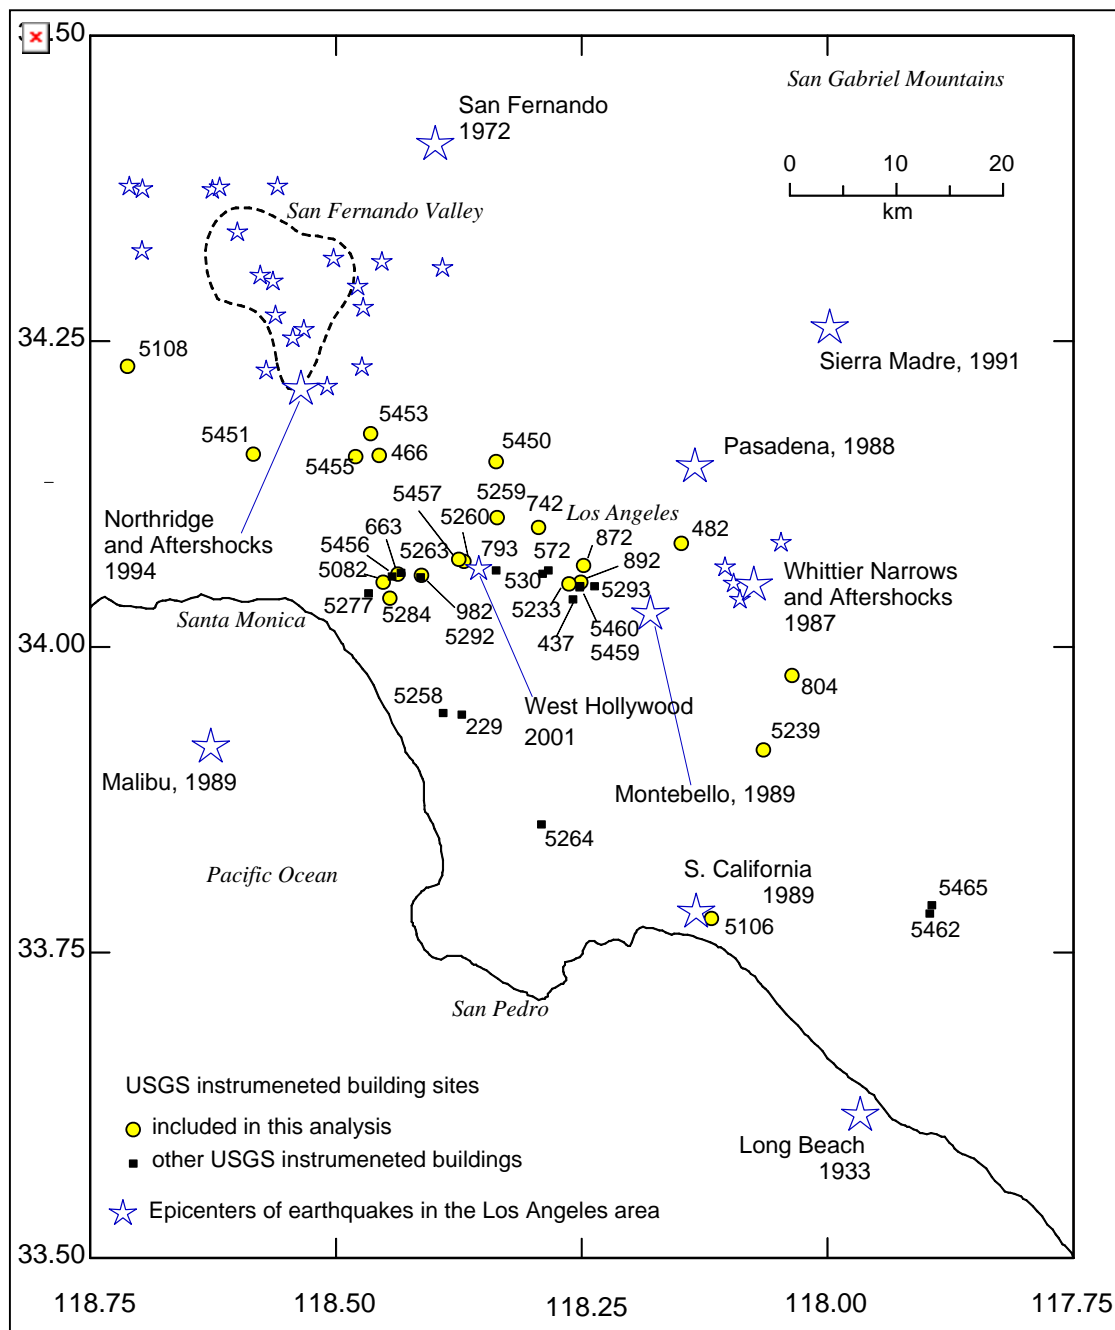 34.50
San Gabriel Mountains
San Fernando
1972
0 10 20
km
San Fernando Valley
34.25
5108
Sierra Madre, 1991
5451
5453
5455
466
5450
Pasadena, 1988
5457
5259
742
Los Angeles
482
Northridge
and Aftershocks
1994
663
5260
872
5456
5263
793
572
892
5082
530
5293
Whittier Narrows
and Aftershocks
1987
5277
5284
982
5292
5233
437
5460
5459
Santa Monica
34.00
804
5258
229
West Hollywood
2001
5239
Malibu, 1989
Montebello, 1989
5264
Pacific Ocean
S. California
1989
5106
5465
5462
33.75
San Pedro
USGS instrumeneted building sites
included in this analysis
other USGS instrumeneted buildings
Epicenters of earthquakes in the Los Angeles area
Long Beach
1933
33.50
118.75 118.50 118.25 118.00 117.75